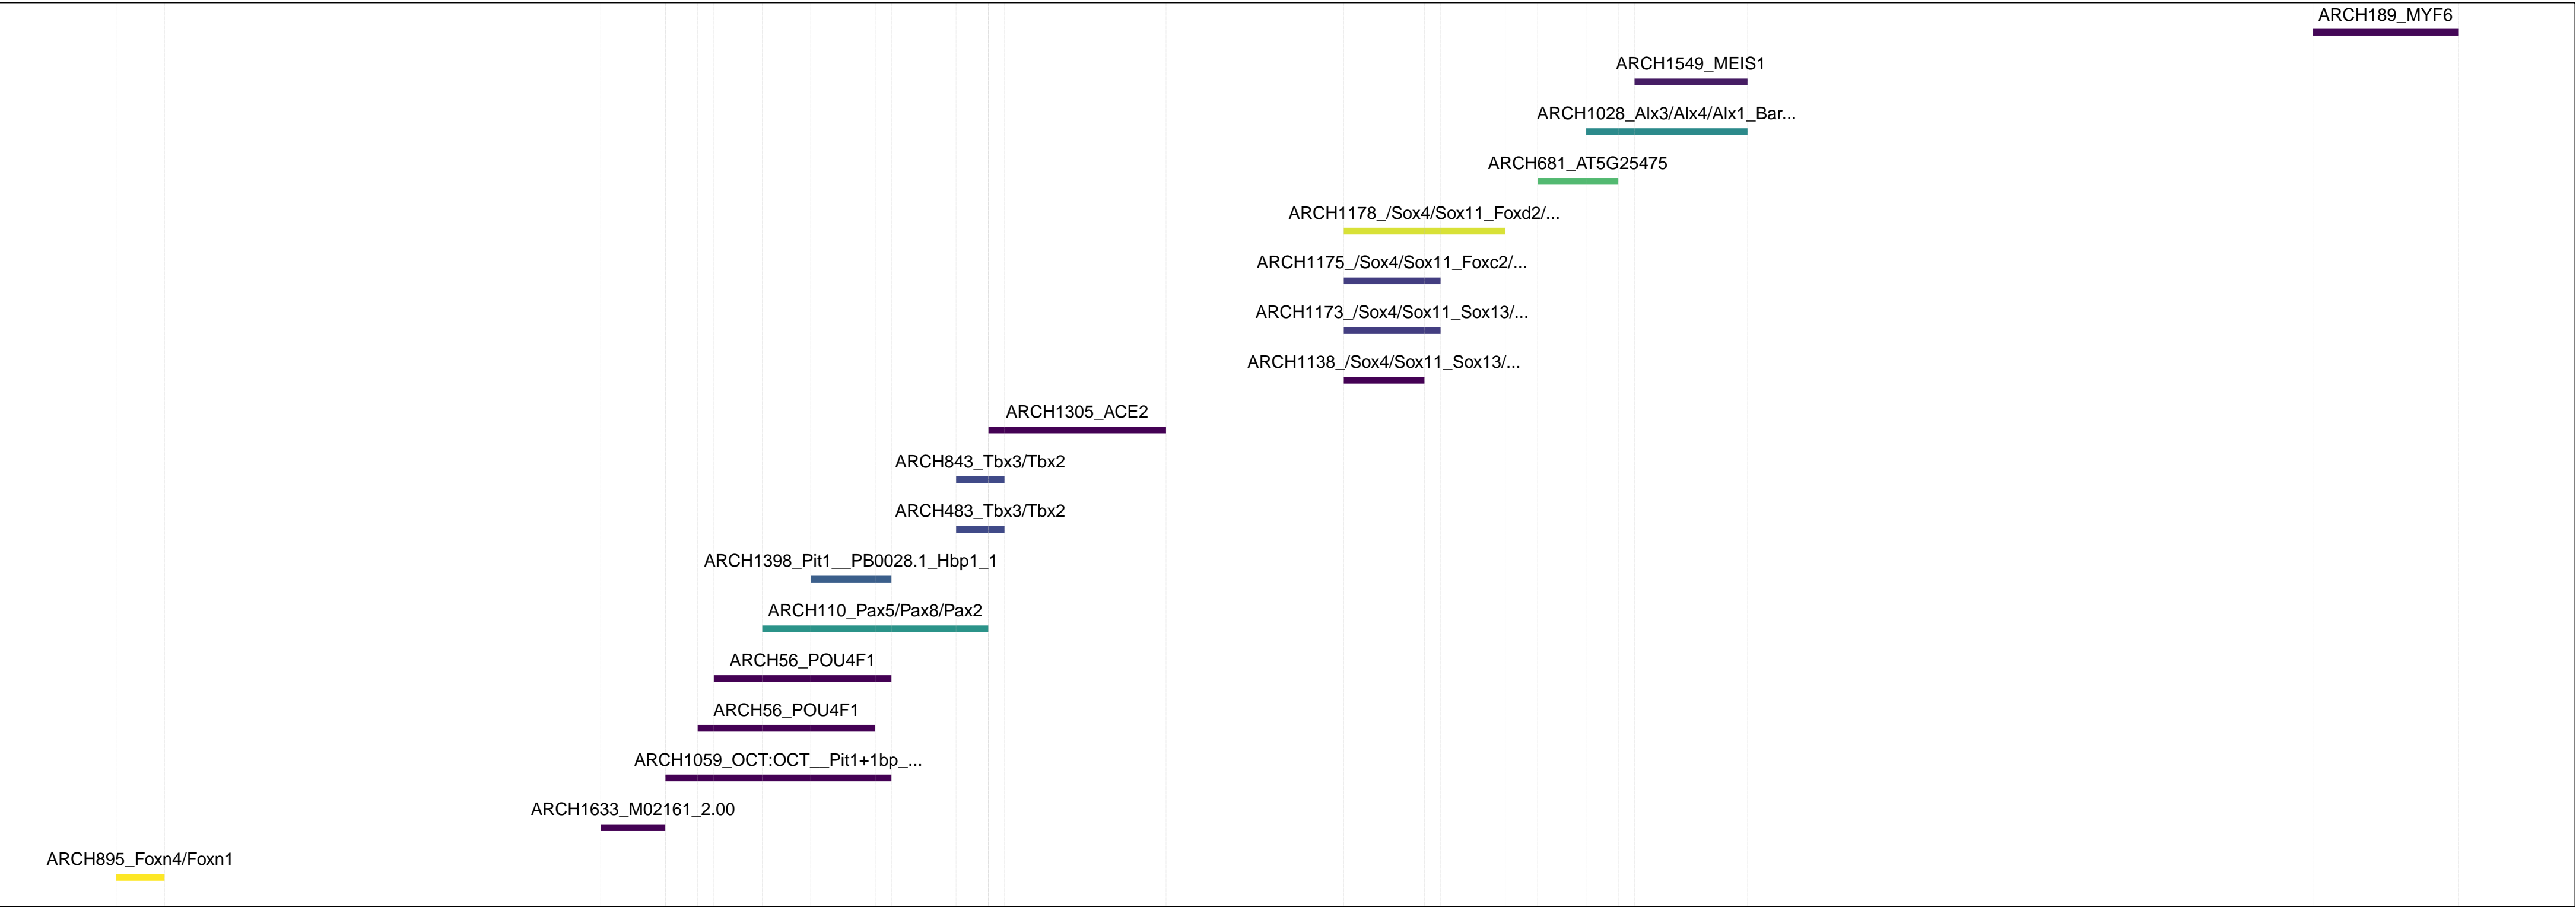 ARCH189_MYF6
ARCH1549_MEIS1
ARCH1028_Alx3/Alx4/Alx1_Bar...
ARCH681_AT5G25475
ARCH1178_/Sox4/Sox11_Foxd2/...
ARCH1175_/Sox4/Sox11_Foxc2/...
ARCH1173_/Sox4/Sox11_Sox13/...
ARCH1138_/Sox4/Sox11_Sox13/...
ARCH1305_ACE2
ARCH843_Tbx3/Tbx2
ARCH483_Tbx3/Tbx2
ARCH1398_Pit1__PB0028.1_Hbp1_1
ARCH110_Pax5/Pax8/Pax2
ARCH56_POU4F1
ARCH56_POU4F1
ARCH1059_OCT:OCT__Pit1+1bp_...
ARCH1633_M02161_2.00
ARCH895_Foxn4/Foxn1